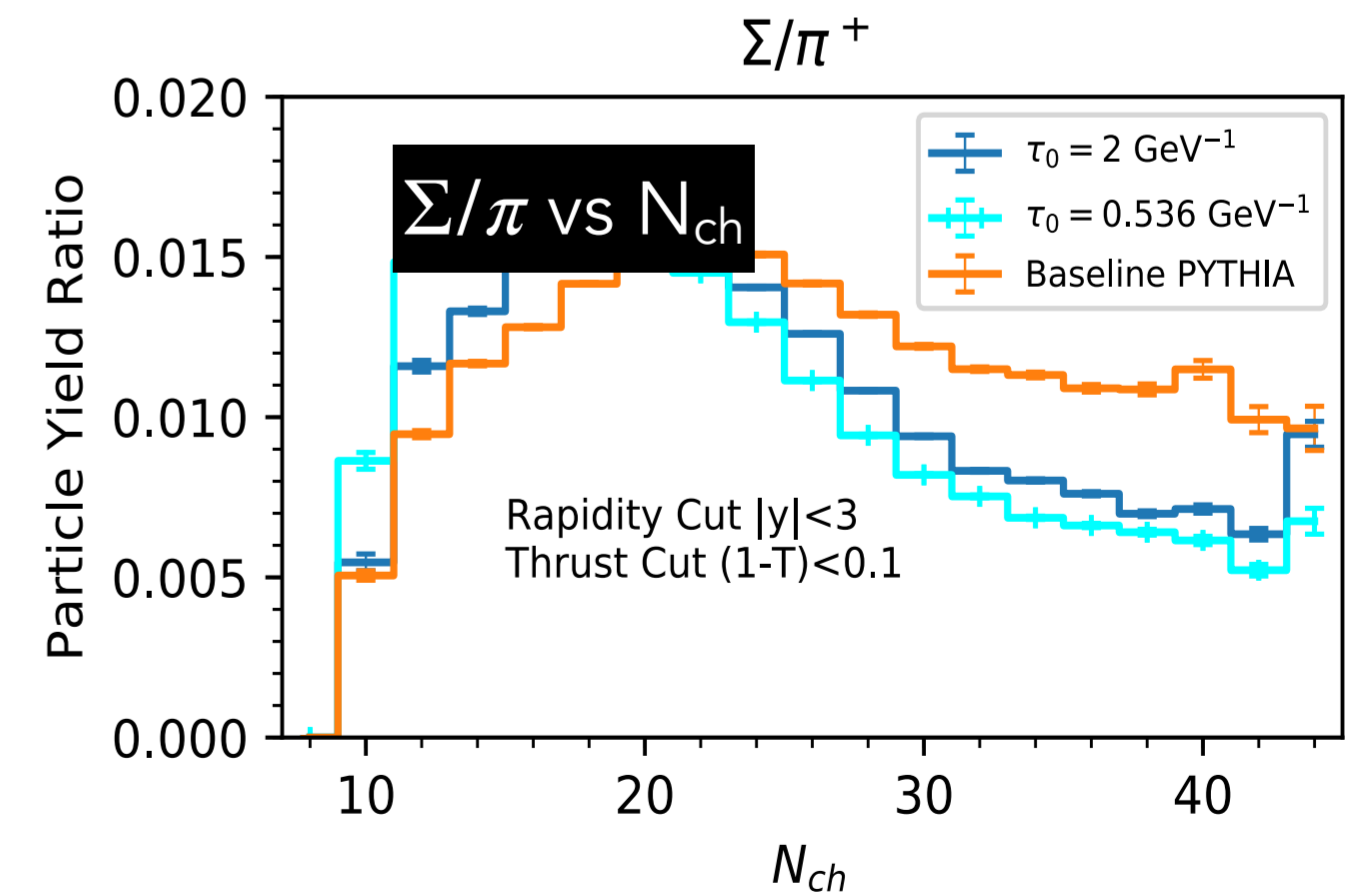 Σ/π⁺
Particle Yield Ratio
0.020
0.015
0.010
0.005
0.000
Σ/π vs N_ch
τ₀ = 2 GeV⁻¹
τ₀ = 0.536 GeV⁻¹
Baseline PYTHIA
Rapidity Cut |y|<3
Thrust Cut (1-T)<0.1
10 20 30 40
N_ch